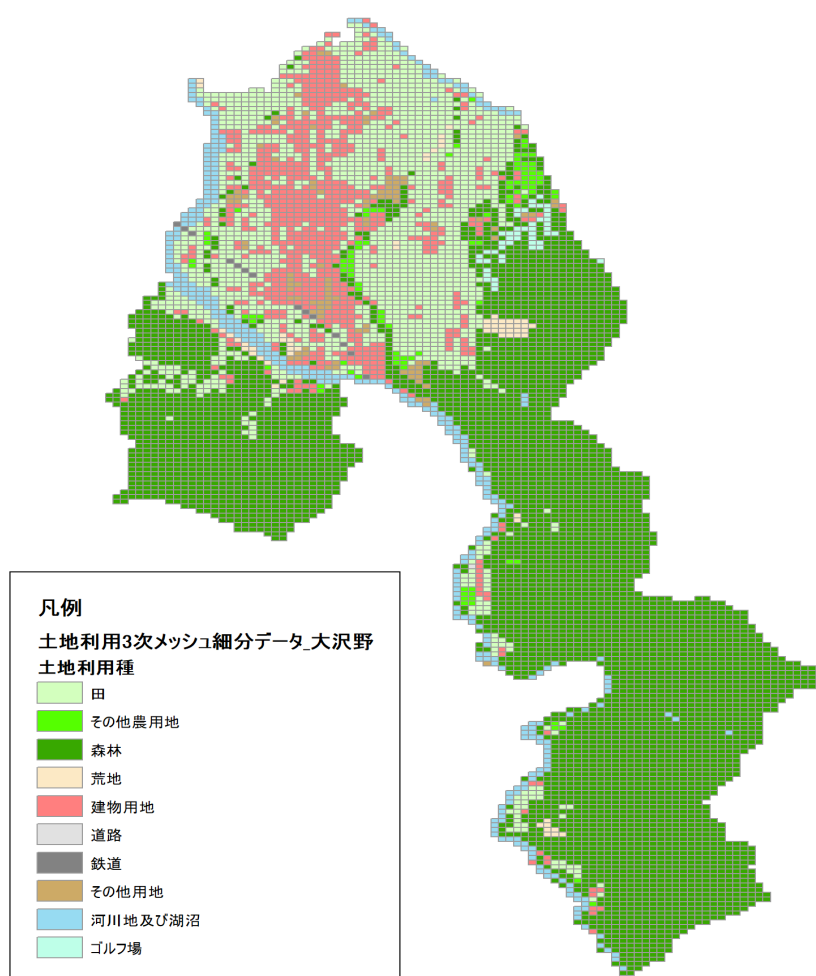 凡例
土地利用3次メッシュ細分データ_大沢野
土地利用種
田
その他農用地
森林
荒地
建物用地
道路
鉄道
その他用地
河川地及び湖沼
ゴルフ場